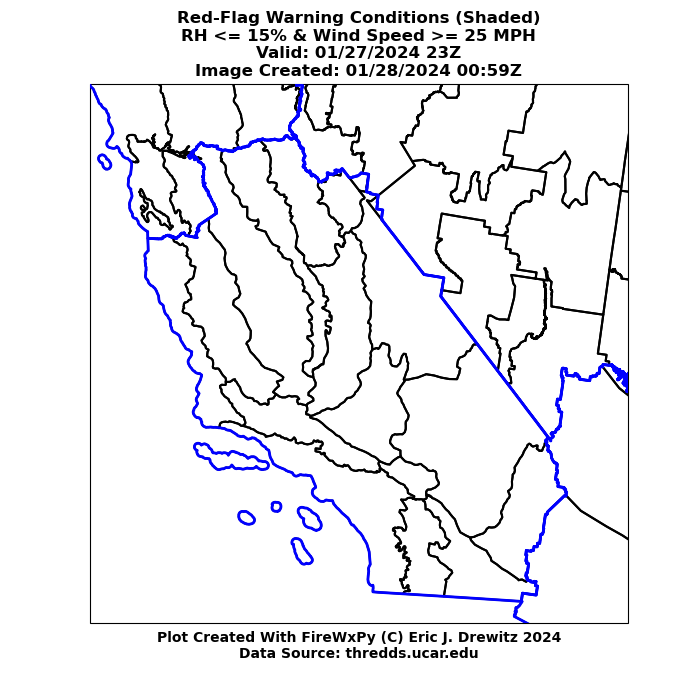 Red-Flag Warning Conditions (Shaded)
RH <= 15% & Wind Speed >= 25 MPH
Valid: 01/27/2024 23Z
Image Created: 01/28/2024 00:59Z
Plot Created With FireWxPy (C) Eric J. Drewitz 2024
Data Source: thredds.ucar.edu